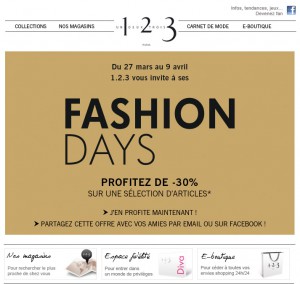 Infos, tendances, jeux...
Devenez fan
COLLECTIONS
NOS MAGASINS
1·2·3
UN DEUX TROIS
PARIS
CARNET DE MODE
E-BOUTIQUE
Du 27 mars au 9 avril
1.2.3 vous invite à ses
FASHION
DAYS
PROFITEZ DE -30%
SUR UNE SÉLECTION D'ARTICLES*
J'EN PROFITE MAINTENANT !
PARTAGEZ CETTE OFFRE AVEC VOS AMIES PAR EMAIL OU SUR FACEBOOK !
Nos magasins
Pour rechercher le plus
proche de chez vous
Espace fidélité
Pour entrer dans
un monde de privilèges
Diva
E-boutique
Pour céder à toutes vos
envies shopping 24h/24
1·2·3